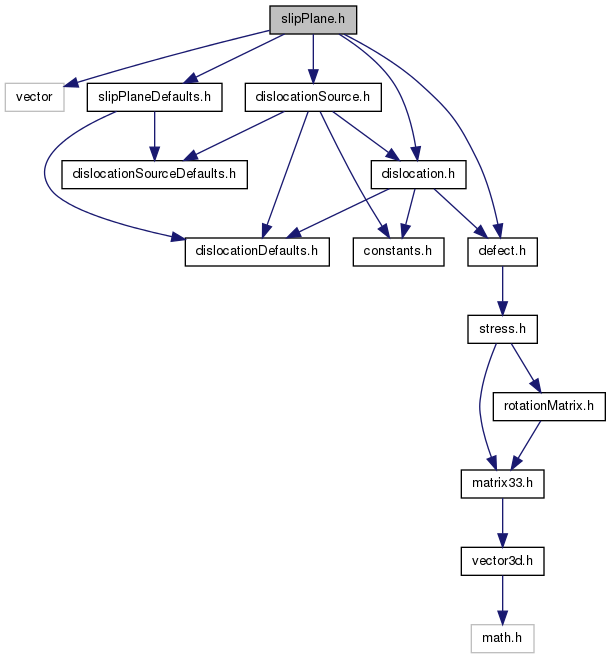 slipPlane.h
vector
slipPlaneDefaults.h
dislocationSource.h
dislocationSourceDefaults.h
dislocation.h
dislocationDefaults.h
constants.h
defect.h
stress.h
rotationMatrix.h
matrix33.h
vector3d.h
math.h